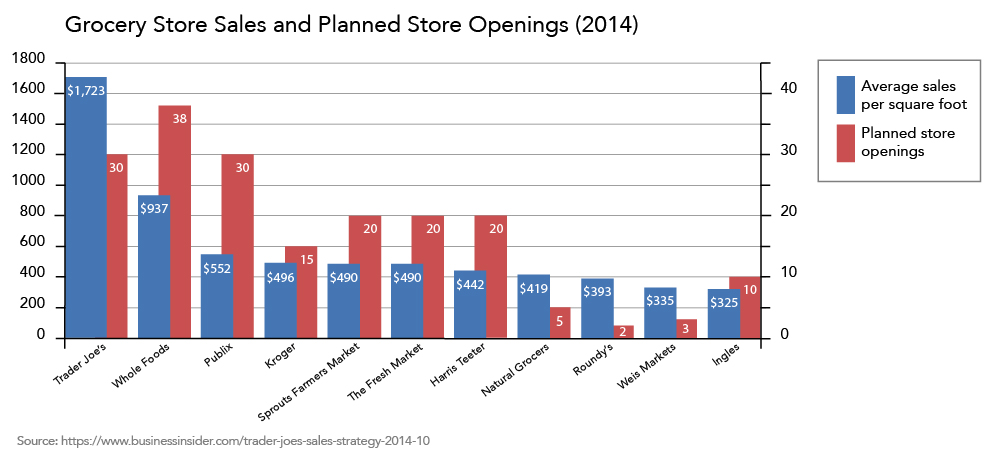 Grocery Store Sales and Planned Store Openings (2014)
1800
1600
1400
1200
1000
800
600
400
200
0
40
30
20
10
0
$1,723
30
$937
38
$552
30
$496
15
$490
20
$490
20
$442
20
$419
5
$393
2
$335
3
$325
10
Trader Joe's
Whole Foods
Publix
Kroger
Sprouts Farmers Market
The Fresh Market
Harris Teeter
Natural Grocers
Roundy's
Weis Markets
Ingles
Average sales
per square foot
Planned store
openings
Source: https://www.businessinsider.com/trader-joes-sales-strategy-2014-10